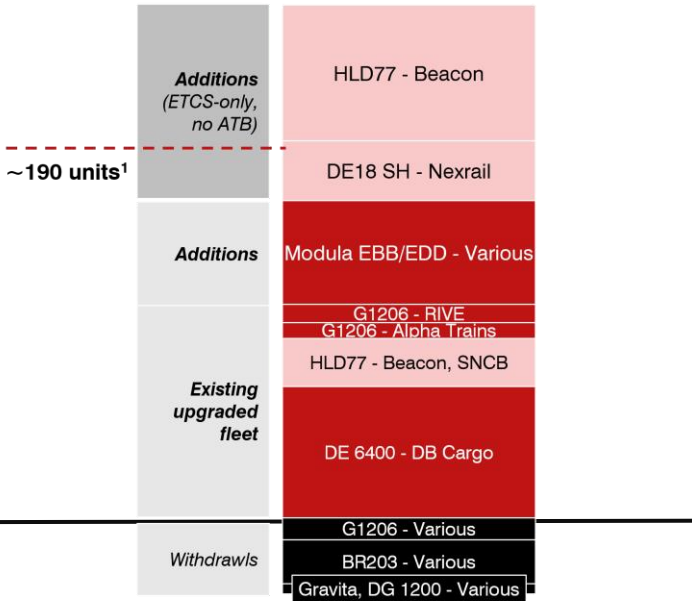 Additions
(ETCS-only,
no ATB)
HLD77 - Beacon
~190 units¹
DE18 SH - Nexrail
Additions
Modula EBB/EDD - Various
G1206 - RIVE
G1206 - Alpha Trains
HLD77 - Beacon, SNCB
Existing
upgraded
fleet
DE 6400 - DB Cargo
G1206 - Various
Withdrawls
BR203 - Various
Gravita, DG 1200 - Various